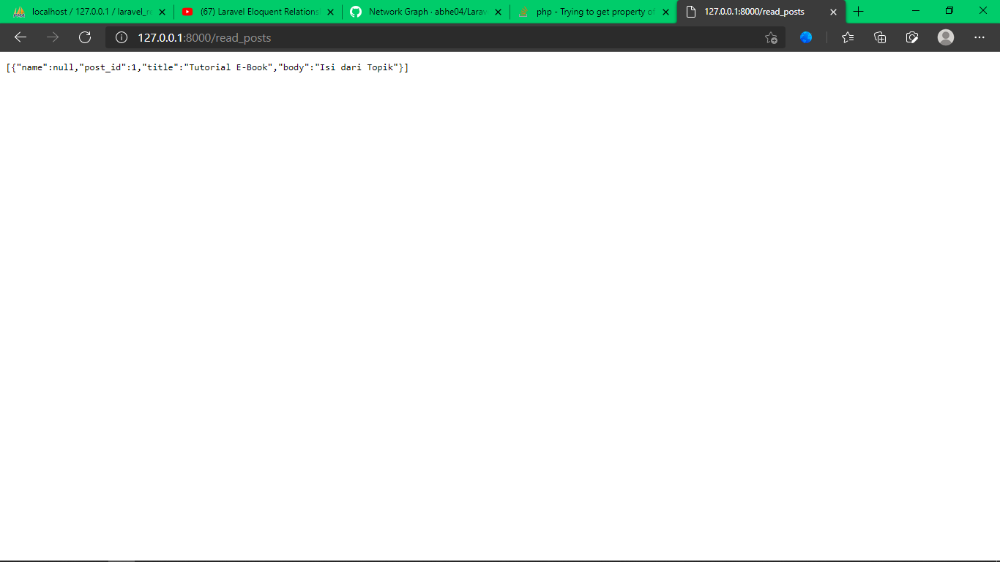 localhost / 127.0.0.1 / laravel_re
(67) Laravel Eloquent Relations
Network Graph · abhe04/Larav
php - Trying to get property of
127.0.0.1:8000/read_posts
127.0.0.1:8000/read_posts
[{"name":null,"post_id":1,"title":"Tutorial E-Book","body":"Isi dari Topik"}]